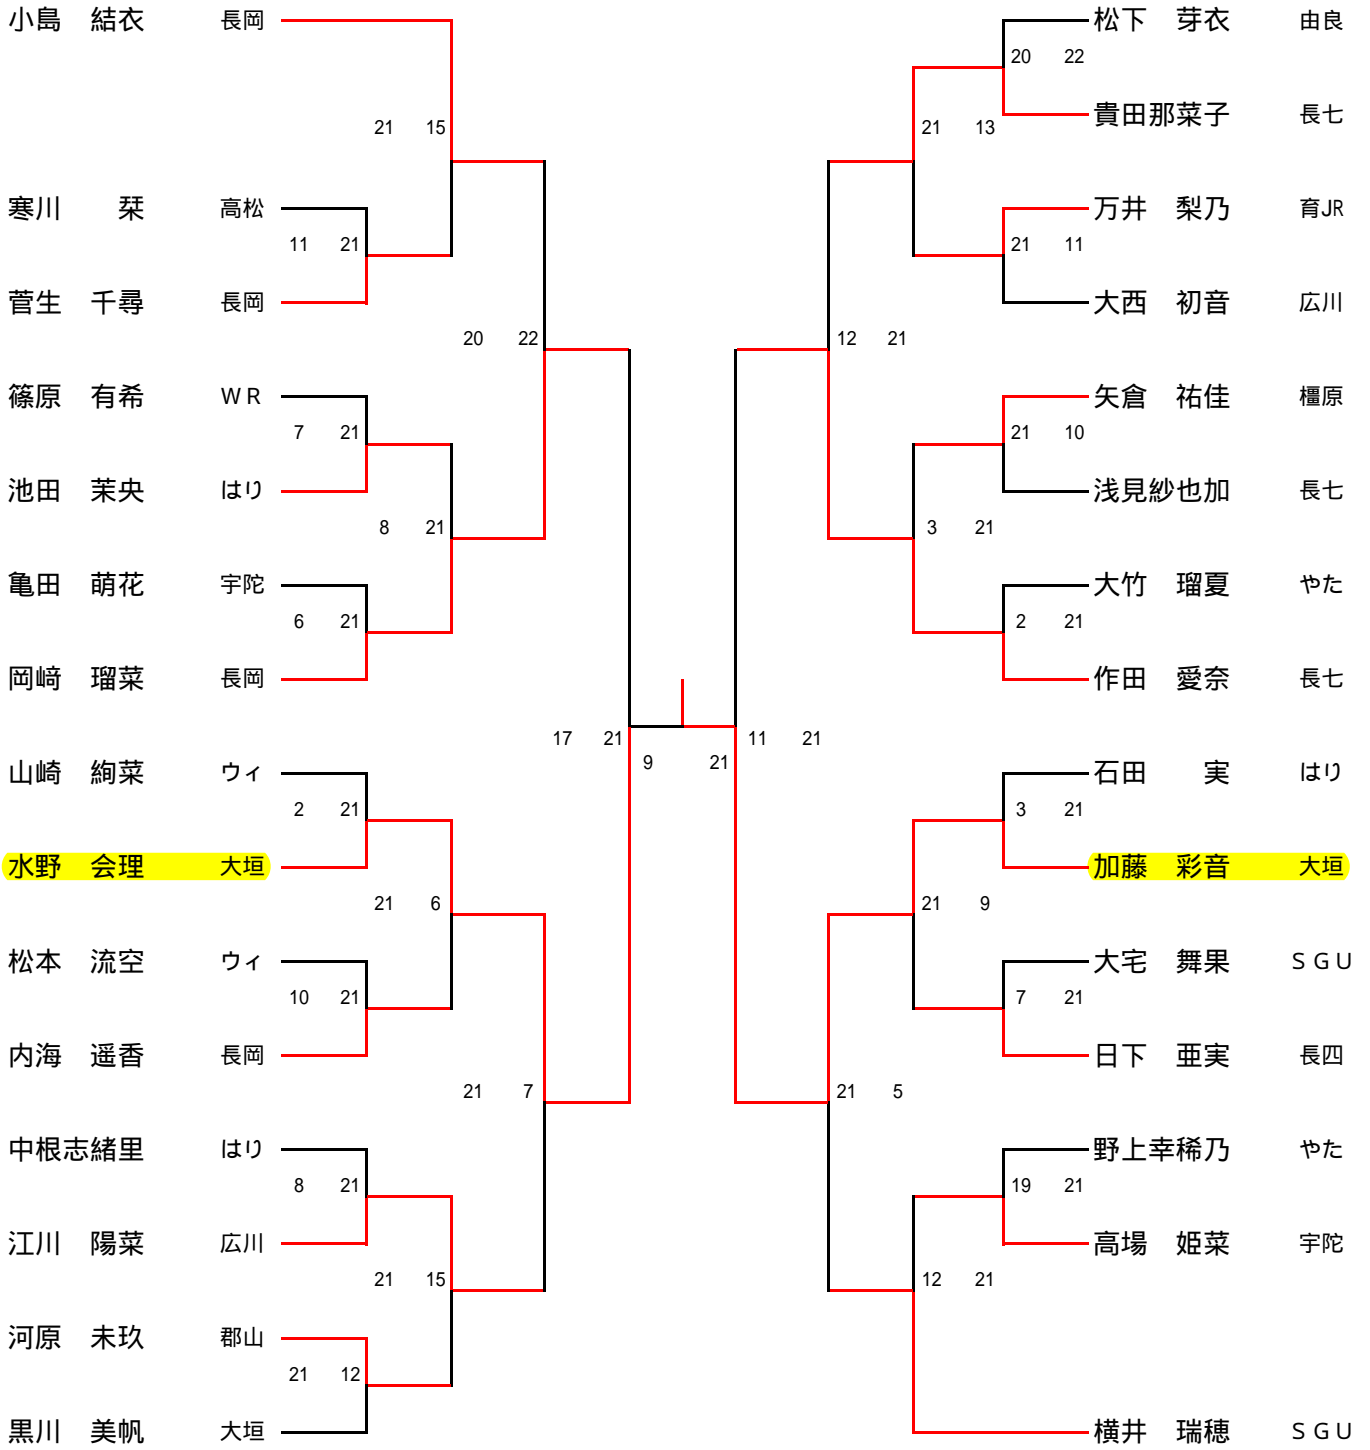 小島 結衣 長岡
21 15
寒川 栞 高松
11 21
菅生 千尋 長岡
20 22
篠原 有希 ＷＲ
7 21
池田 茉央 はり
8 21
亀田 萌花 宇陀
6 21
岡﨑 瑠菜 長岡
17 21
山崎 絢菜 ウィ
2 21
水野 会理 大垣
21 6
松本 流空 ウィ
10 21
内海 遥香 長岡
21 7
中根志緒里 はり
8 21
江川 陽菜 広川
21 15
河原 未玖 郡山
21 12
黒川 美帆 大垣
9 21
松下 芽衣 由良
20 22
貴田那菜子 長七
21 13
万井 梨乃 育JR
21 11
大西 初音 広川
12 21
矢倉 祐佳 橿原
21 10
浅見紗也加 長七
3 21
大竹 瑠夏 やた
2 21
作田 愛奈 長七
11 21
石田 実 はり
3 21
加藤 彩音 大垣
21 9
大宅 舞果 ＳＧＵ
7 21
日下 亜実 長四
21 5
野上幸稀乃 やた
19 21
高場 姫菜 宇陀
12 21
横井 瑞穂 ＳＧＵ